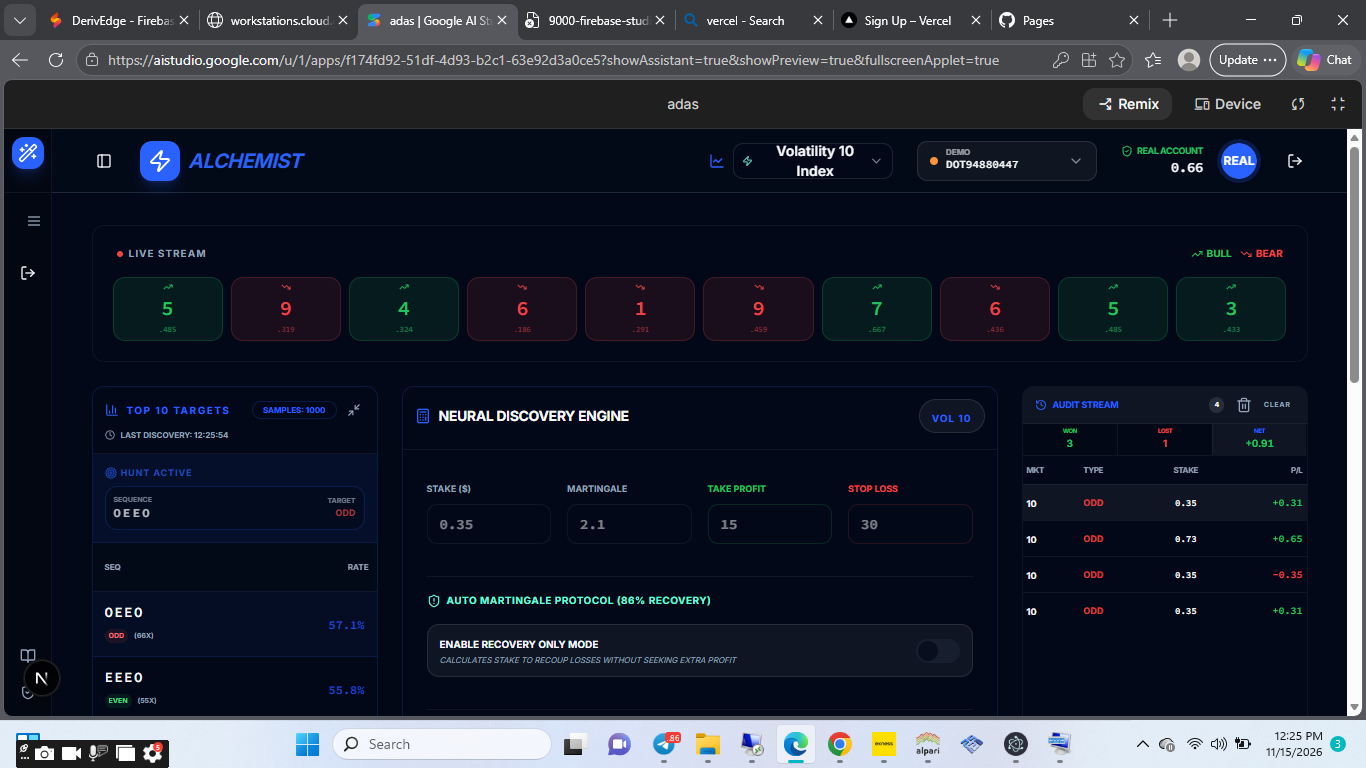 DerivEdge - Firebas
workstations.cloud.
adas | Google AI St
9000-firebase-stud
vercel - Search
Sign Up – Vercel
Pages
https://aistudio.google.com/u/1/apps/f174fd92-51df-4d93-b2c1-63e92d3a0ce5?showAssistant=true&showPreview=true&fullscreenApplet=true
Update
Chat
adas
Remix
Device
ALCHEMIST
Volatility 10
Index
DEMO
DOT94880447
REAL ACCOUNT
0.66
REAL
LIVE STREAM
BULL
BEAR
5 9 4 6 1 9 7 6 5 3
.485 .319 .324 .186 .291 .459 .667 .436 .485 .433
TOP 10 TARGETS
SAMPLES: 1000
LAST DISCOVERY: 12:25:54
HUNT ACTIVE
SEQUENCE TARGET
OEEO ODD
SEQ RATE
OEEO
ODD (66X) 57.1%
EEEO
EVEN (55X) 55.8%
NEURAL DISCOVERY ENGINE
VOL 10
STAKE ($) MARTINGALE TAKE PROFIT STOP LOSS
0.35 2.1 15 30
AUTO MARTINGALE PROTOCOL (86% RECOVERY)
ENABLE RECOVERY ONLY MODE
CALCULATES STAKE TO RECOUP LOSSES WITHOUT SEEKING EXTRA PROFIT
AUDIT STREAM
4
CLEAR
WON LOST NET
3 1 +0.91
MKT TYPE STAKE P/L
10 ODD 0.35 +0.31
10 ODD 0.73 +0.65
10 ODD 0.35 -0.35
10 ODD 0.35 +0.31
N
5
Search
86
exness
alpari
12:25 PM
11/15/2026
3